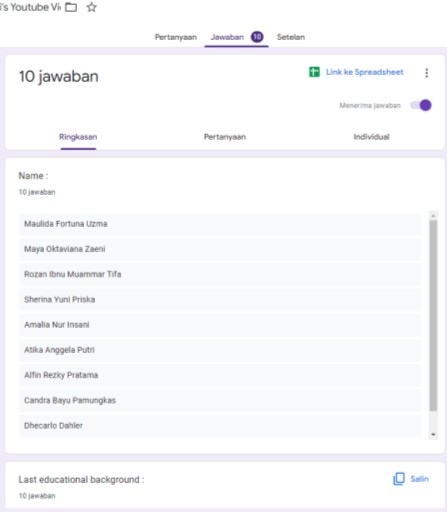 's Youtube Vi
Pertanyaan Jawaban 10 Setelan
10 jawaban
Link ke Spreadsheet
Menerima jawaban
Ringkasan Pertanyaan Individual
Name :
10 jawaban
Maulida Fortuna Uzma
Maya Oktaviana Zaeni
Rozan Ibnu Muammar Tifa
Sherina Yuni Priska
Amalia Nur Insani
Atika Anggela Putri
Alfin Rezky Pratama
Candra Bayu Pamungkas
Dhecarlo Dahler
Last educational background :
Salin
10 jawaban